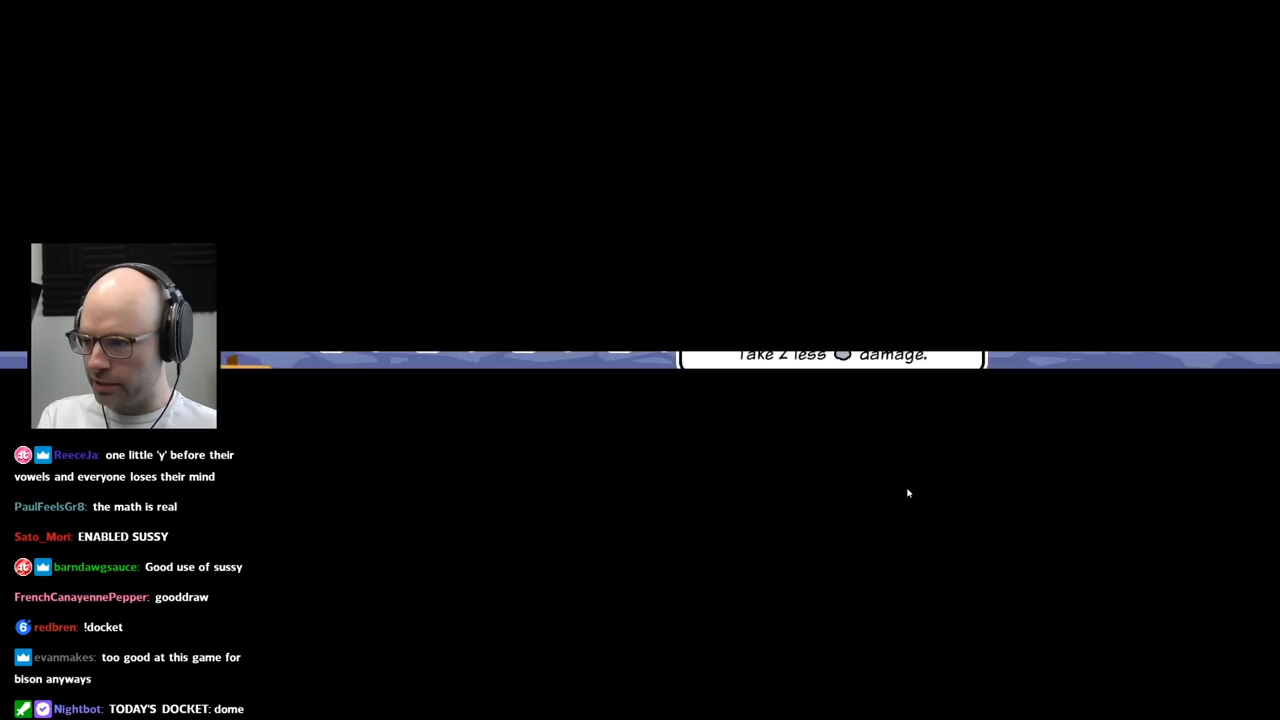 Take 2 less damage.
ReeceJa: one little 'y' before their
vowels and everyone loses their mind
PaulFeelsGr8: the math is real
Sato_Mori: ENABLED SUSSY
barndawgsauce: Good use of sussy
FrenchCanayennePepper: gooddraw
6 redbren: !docket
evanmakes: too good at this game for
bison anyways
Nightbot: TODAY'S DOCKET: dome